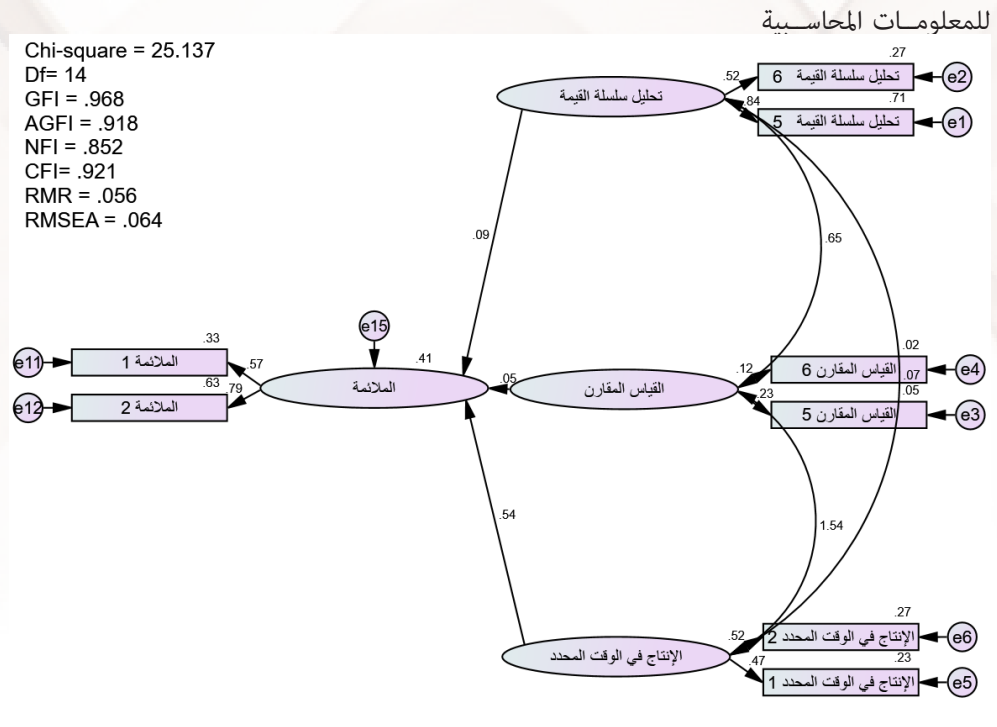 للمعلومــات المحاســبية
Chi-square = 25.137
Df= 14
GFI = .968
AGFI = .918
NFI = .852
CFI= .921
RMR = .056
RMSEA = .064
.27
تحليل سلسلة القيمة 6
e2
.52
.71
تحليل سلسلة القيمة 5
e1
.84
تحليل سلسلة القيمة
.09
.65
e15
.41
.33
e11
الملائمة 1
.57
.63
e12
الملائمة 2
.79
الملائمة
.05
القياس المقارن
.12
.02
القياس المقارن 6
e4
.07
.05
.23
القياس المقارن 5
e3
.54
1.54
.27
الإنتاج في الوقت المحدد 2
e6
.52
.23
الإنتاج في الوقت المحدد 1
e5
.47
الإنتاج في الوقت المحدد